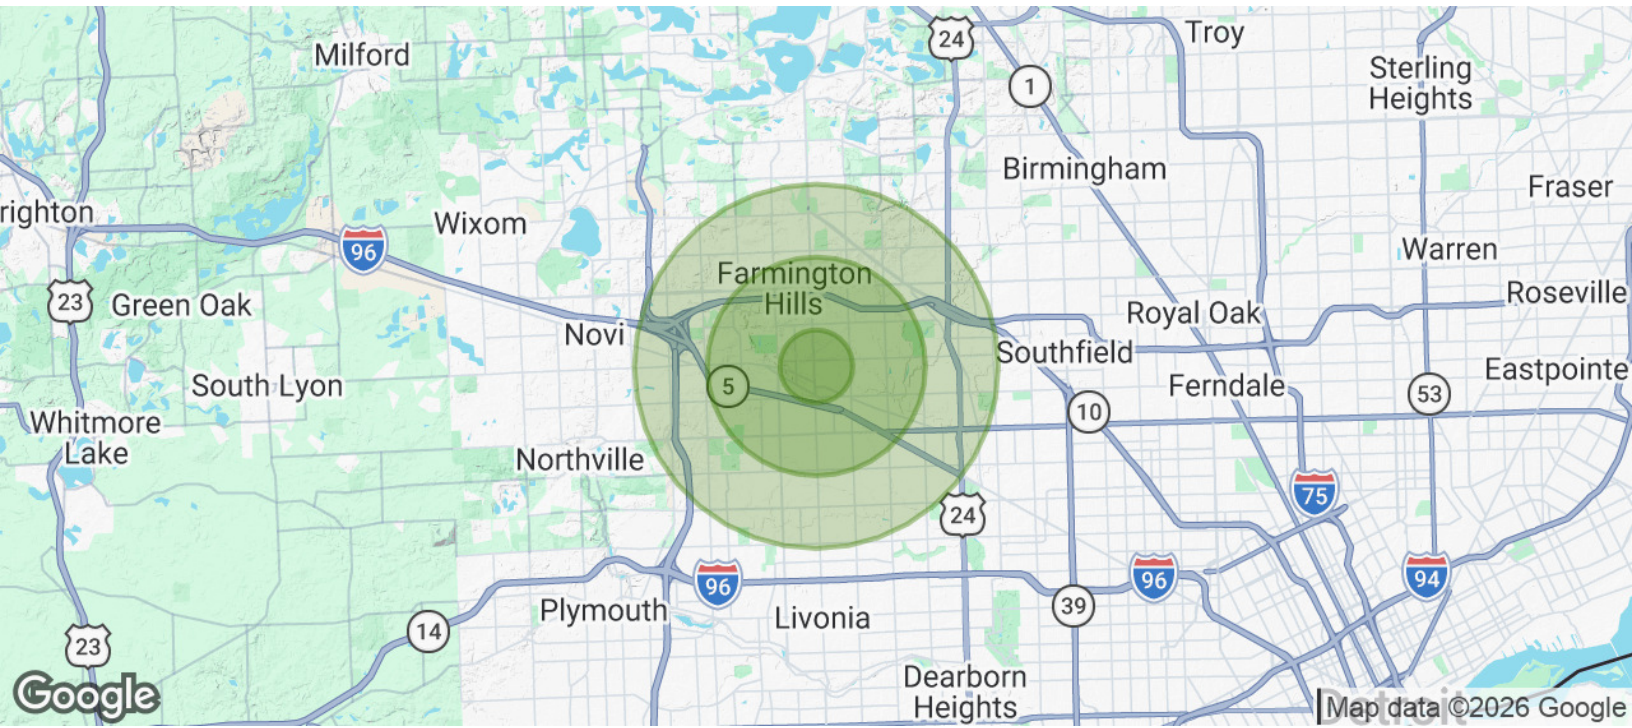 24
Troy
Milford
Sterling
Heights
1
Birmingham
Fraser
righton
Wixom
96
Warren
Farmington
Hills
23
Green Oak
Roseville
Royal Oak
Novi
Southfield
Eastpointe
South Lyon
5
Ferndale
53
10
Whitmore
Lake
Northville
75
24
96
96
94
Plymouth
Livonia
39
14
23
Dearborn
Heights
Google
Detroit
Map data ©2026 Google